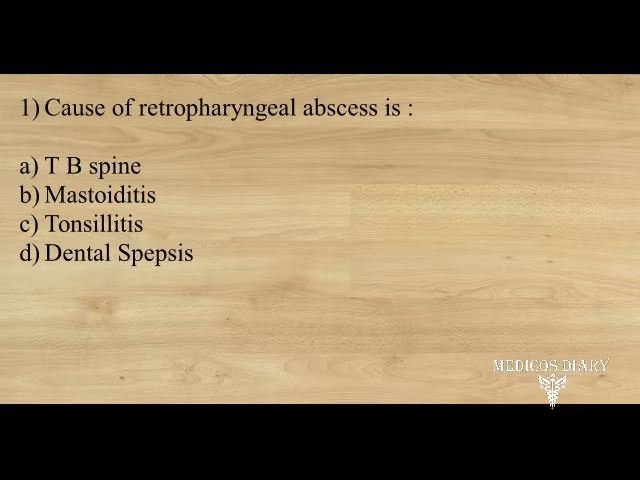 1) Cause of retropharyngeal abscess is :
a) T B spine
b) Mastoiditis
c) Tonsillitis
d) Dental Spepsis
MEDICOS DIARY